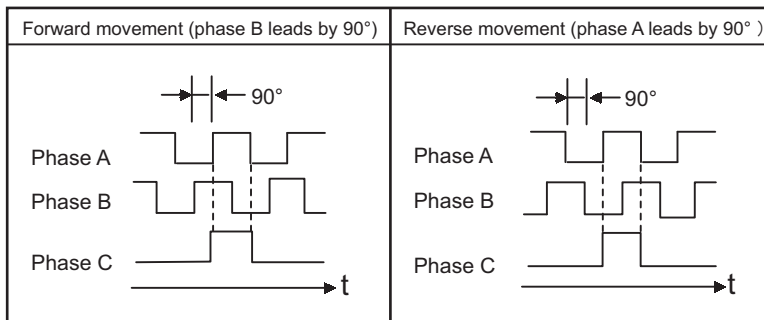 Forward movement (phase B leads by 90°)
90°
Phase A
Phase B
Phase C
t
Reverse movement (phase A leads by 90° )
90°
Phase A
Phase B
Phase C
t